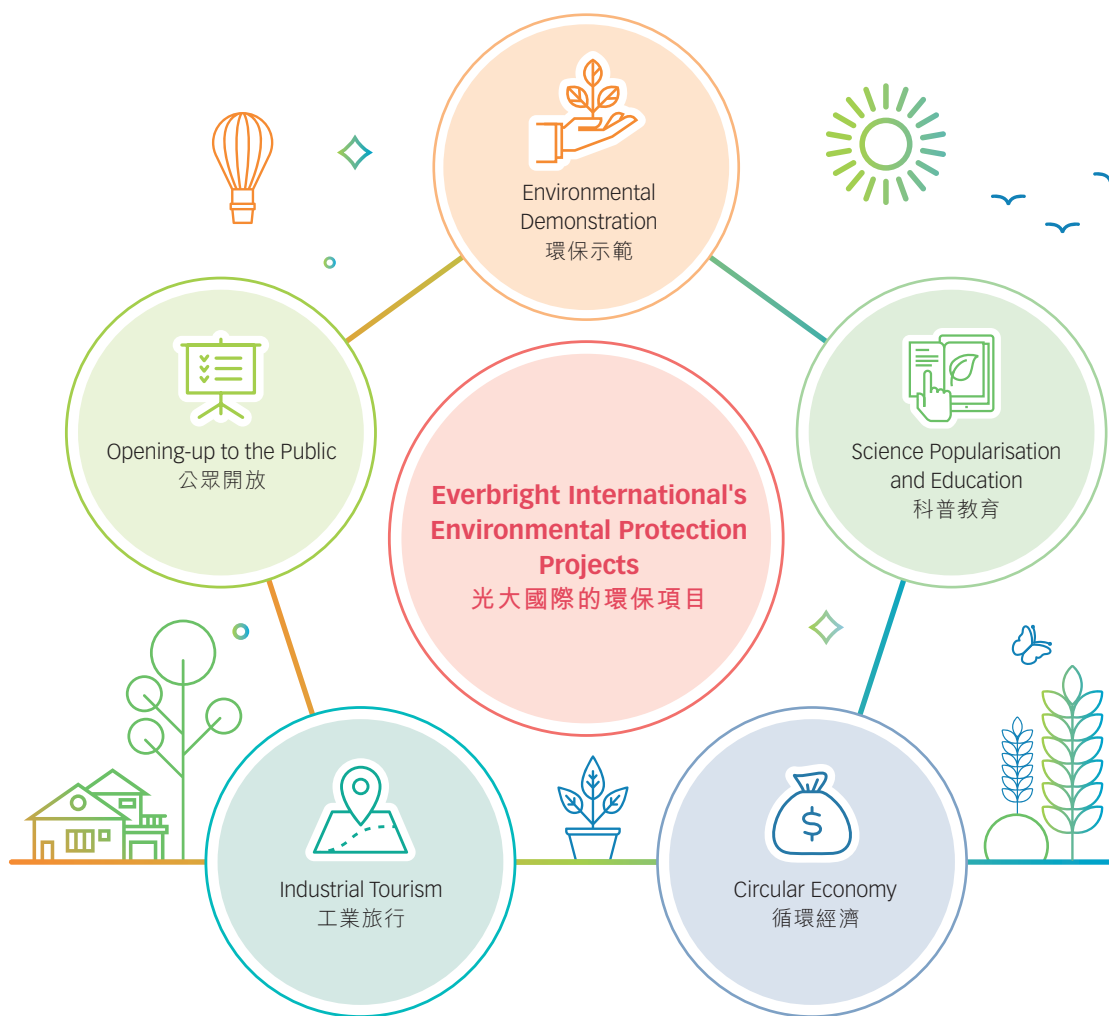 Environmental
Demonstration
環保示範
Opening-up to the Public
公眾開放
Science Popularisation
and Education
科普教育
Everbright International's
Environmental Protection
Projects
光大國際的環保項目
Industrial Tourism
工業旅行
$
Circular Economy
循環經濟